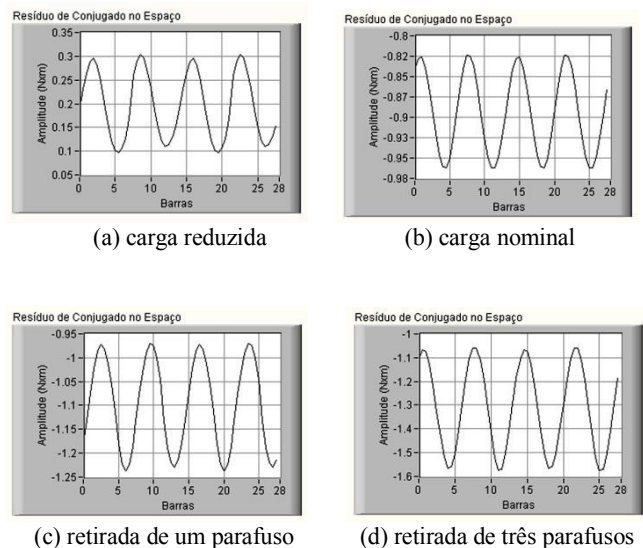 Resíduo de Conjugado no Espaço
Amplitude (Nxm)
0.35
0.3
0.25
0.2
0.15
0.1
0.05
0 5 10 15 20 25 28
Barras
(a) carga reduzida
Resíduo de Conjugado no Espaço
Amplitude (Nxm)
-0.8
-0.82
-0.85
-0.87
-0.9
-0.93
-0.95
-0.98
0 5 10 15 20 25 28
Barras
(b) carga nominal
Resíduo de Conjugado no Espaço
Amplitude (Nxm)
-0.95
-1
-1.05
-1.1
-1.15
-1.2
-1.25
0 5 10 15 20 25 28
Barras
(c) retirada de um parafuso
Resíduo de Conjugado no Espaço
Amplitude (Nxm)
-1
-1.1
-1.2
-1.3
-1.4
-1.5
-1.6
0 5 10 15 20 25 28
Barras
(d) retirada de três parafusos